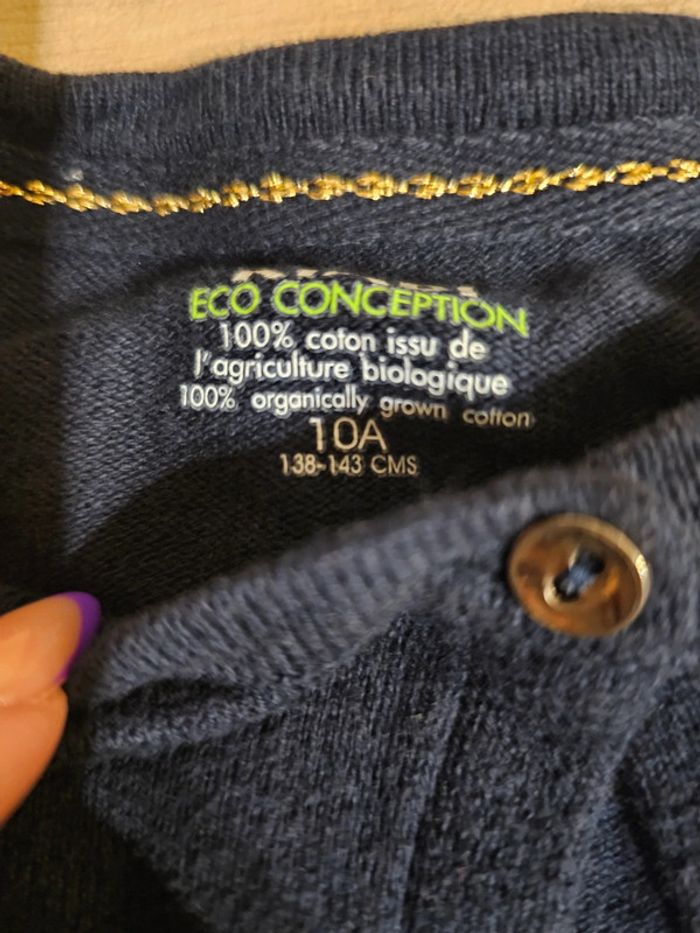 ECO CONCEPTION
100% coton issu de
l'agriculture biologique
100% organically grown cotton
10A
138-143 CMS